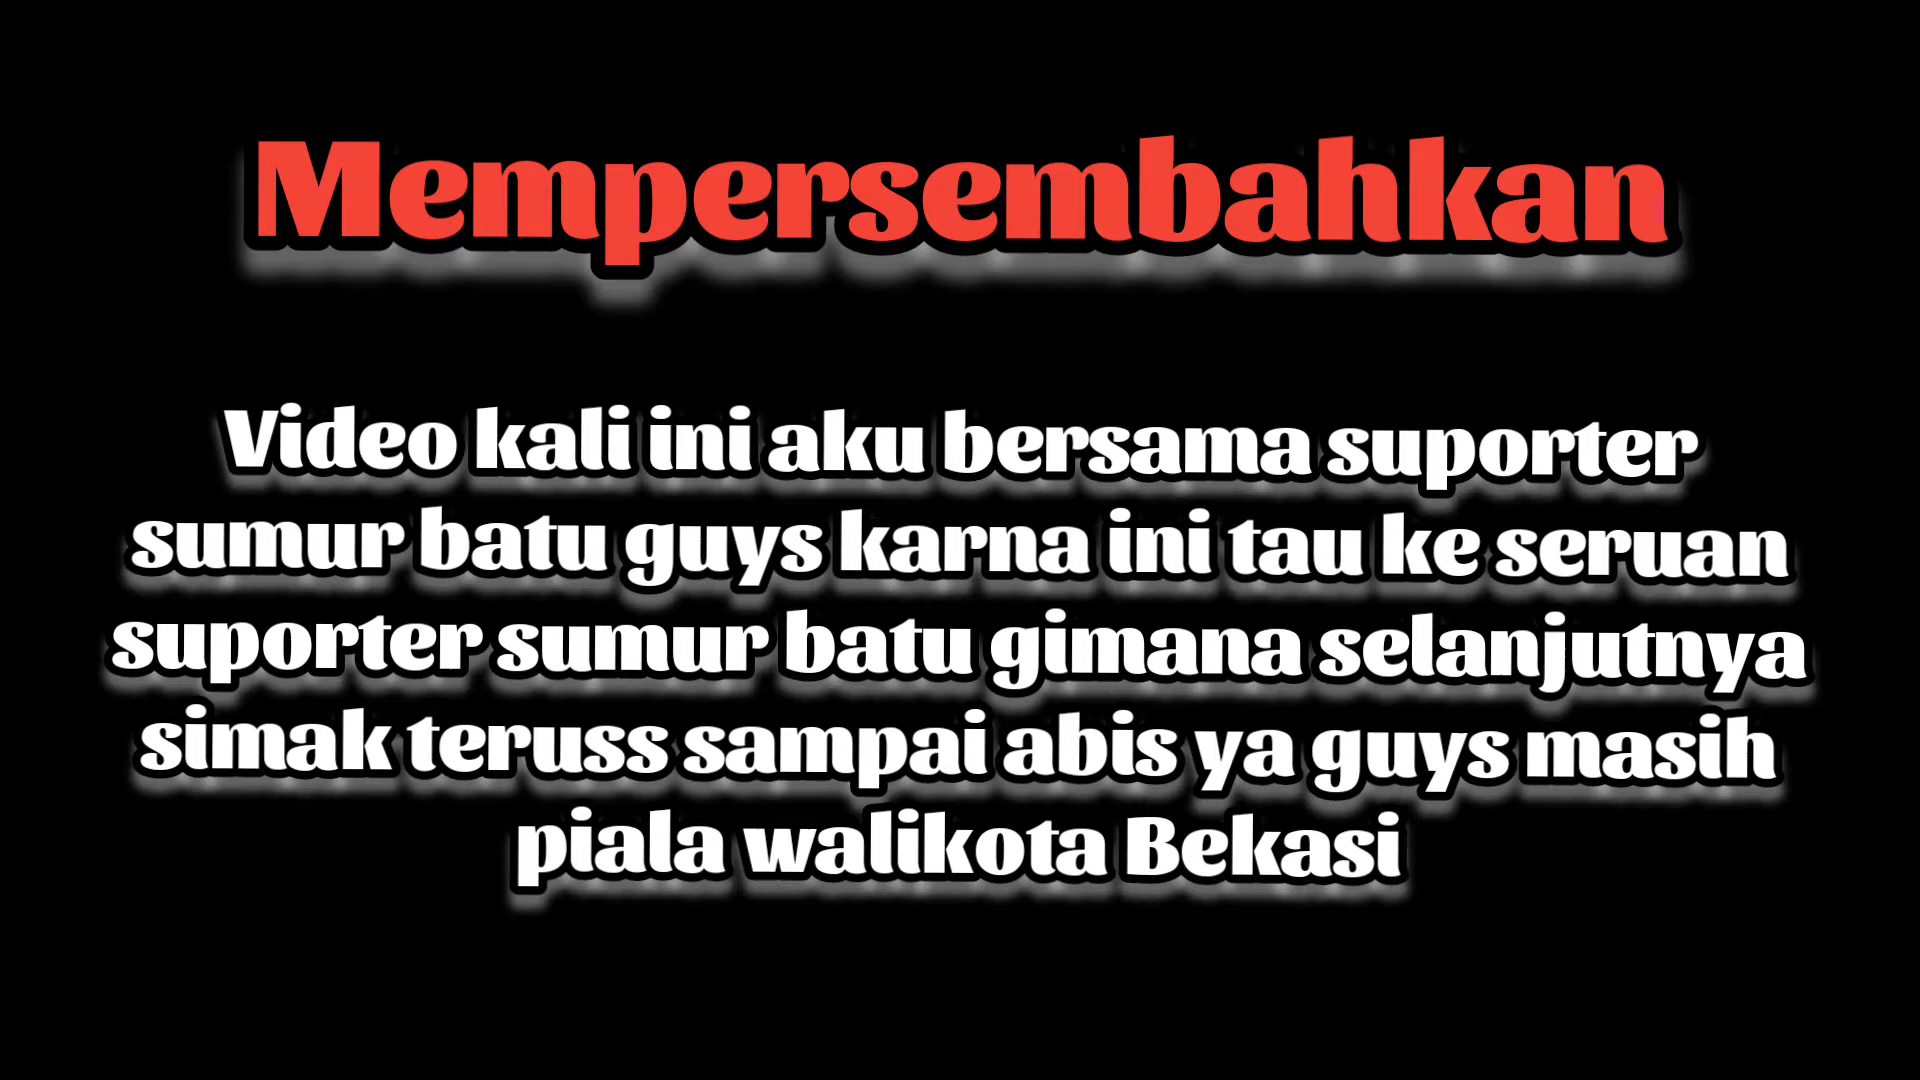 Mempersembahkan
Video kali ini aku bersama suporter
sumur batu guys karna ini tau ke seruan
suporter sumur batu gimana selanjutnya
simak teruss sampai abis ya guys masih
piala walikota Bekasi